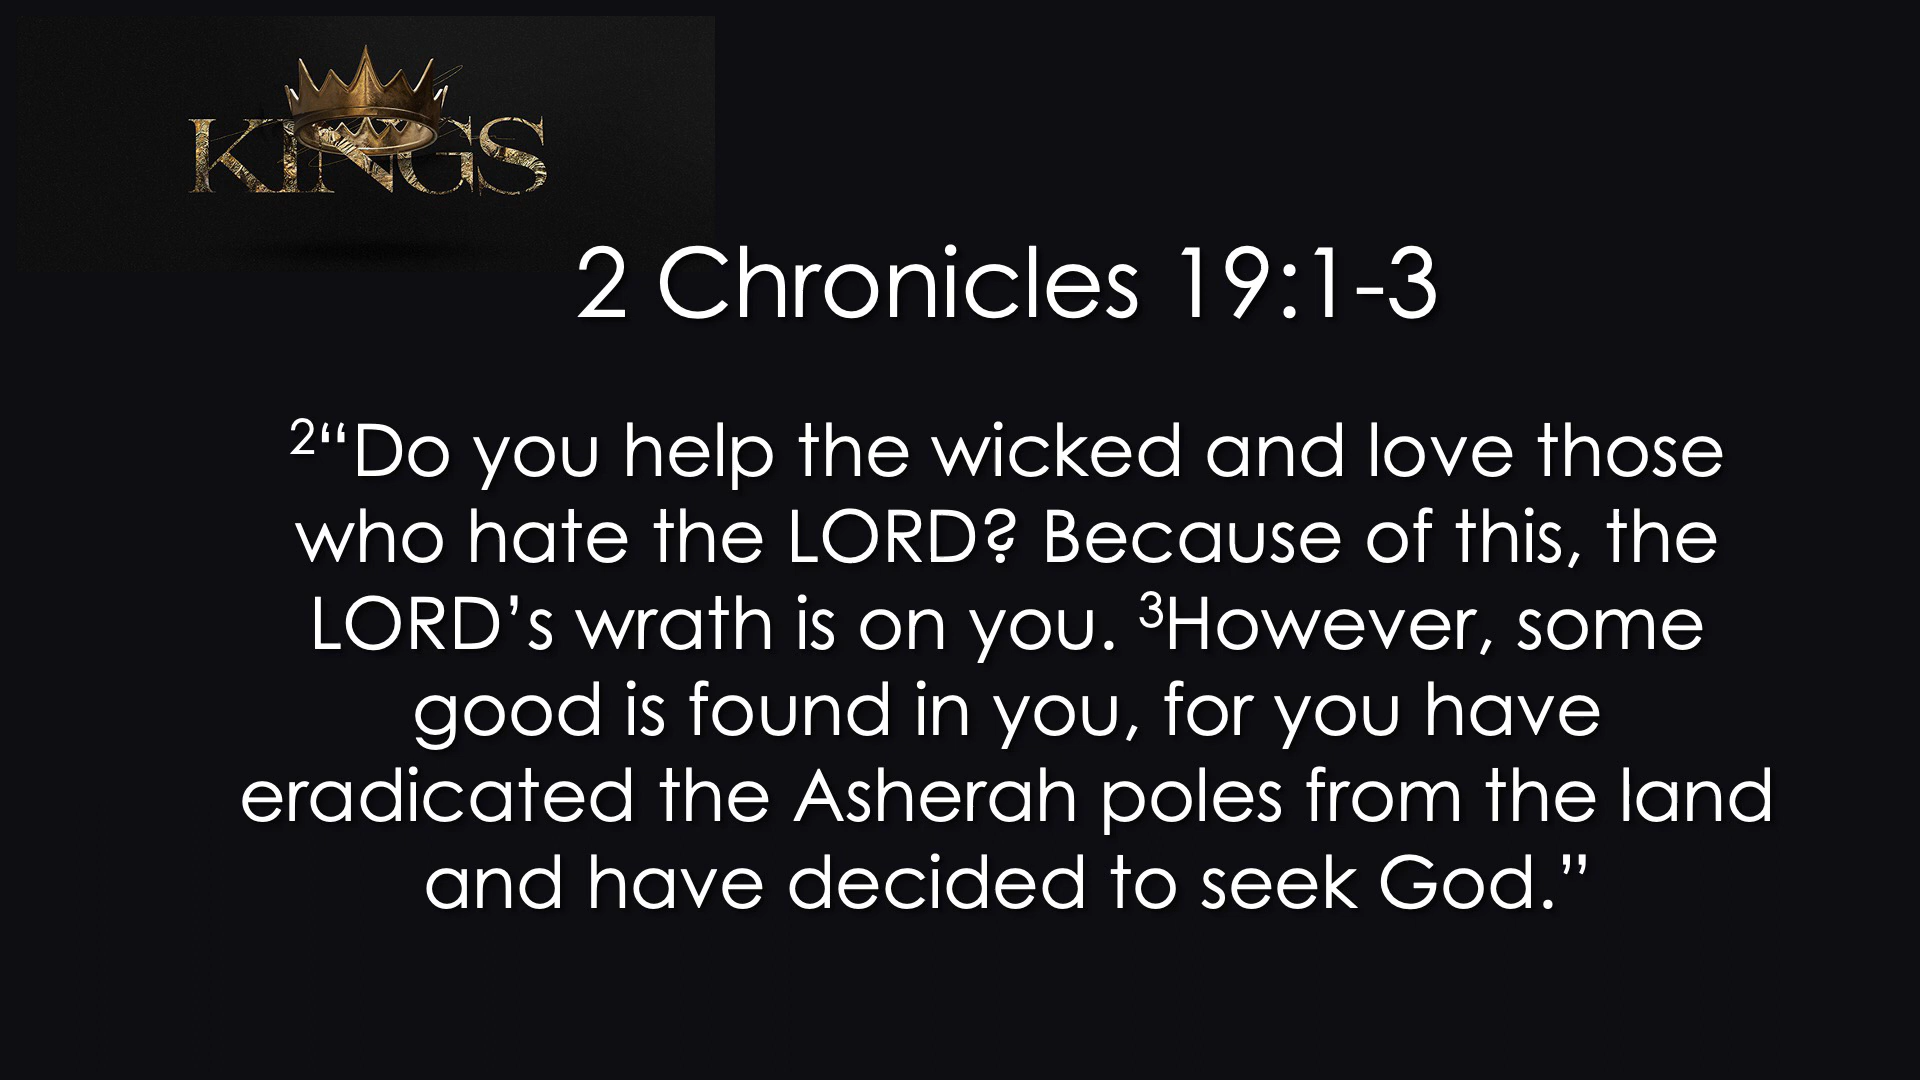 KINGS
2 Chronicles 19:1-3
²“Do you help the wicked and love those
who hate the LORD? Because of this, the
LORD’s wrath is on you. ³However, some
good is found in you, for you have
eradicated the Asherah poles from the land
and have decided to seek God.”